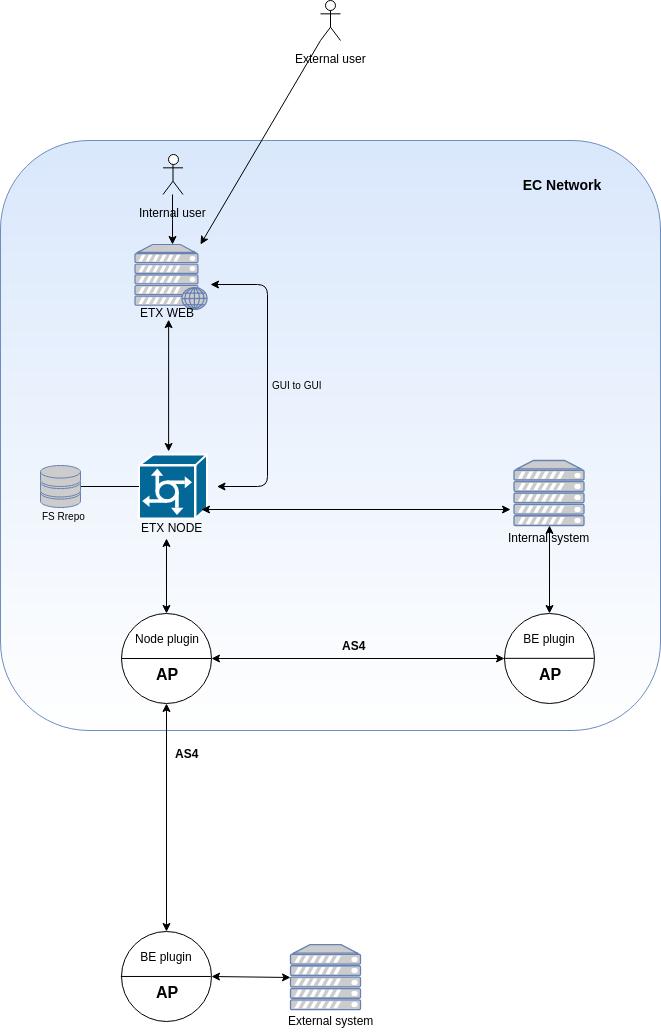 External user
EC Network
Internal user
ETX WEB
GUI to GUI
FS Rrepo
ETX NODE
Internal system
Node plugin
AP
AS4
BE plugin
AP
AS4
BE plugin
AP
External system